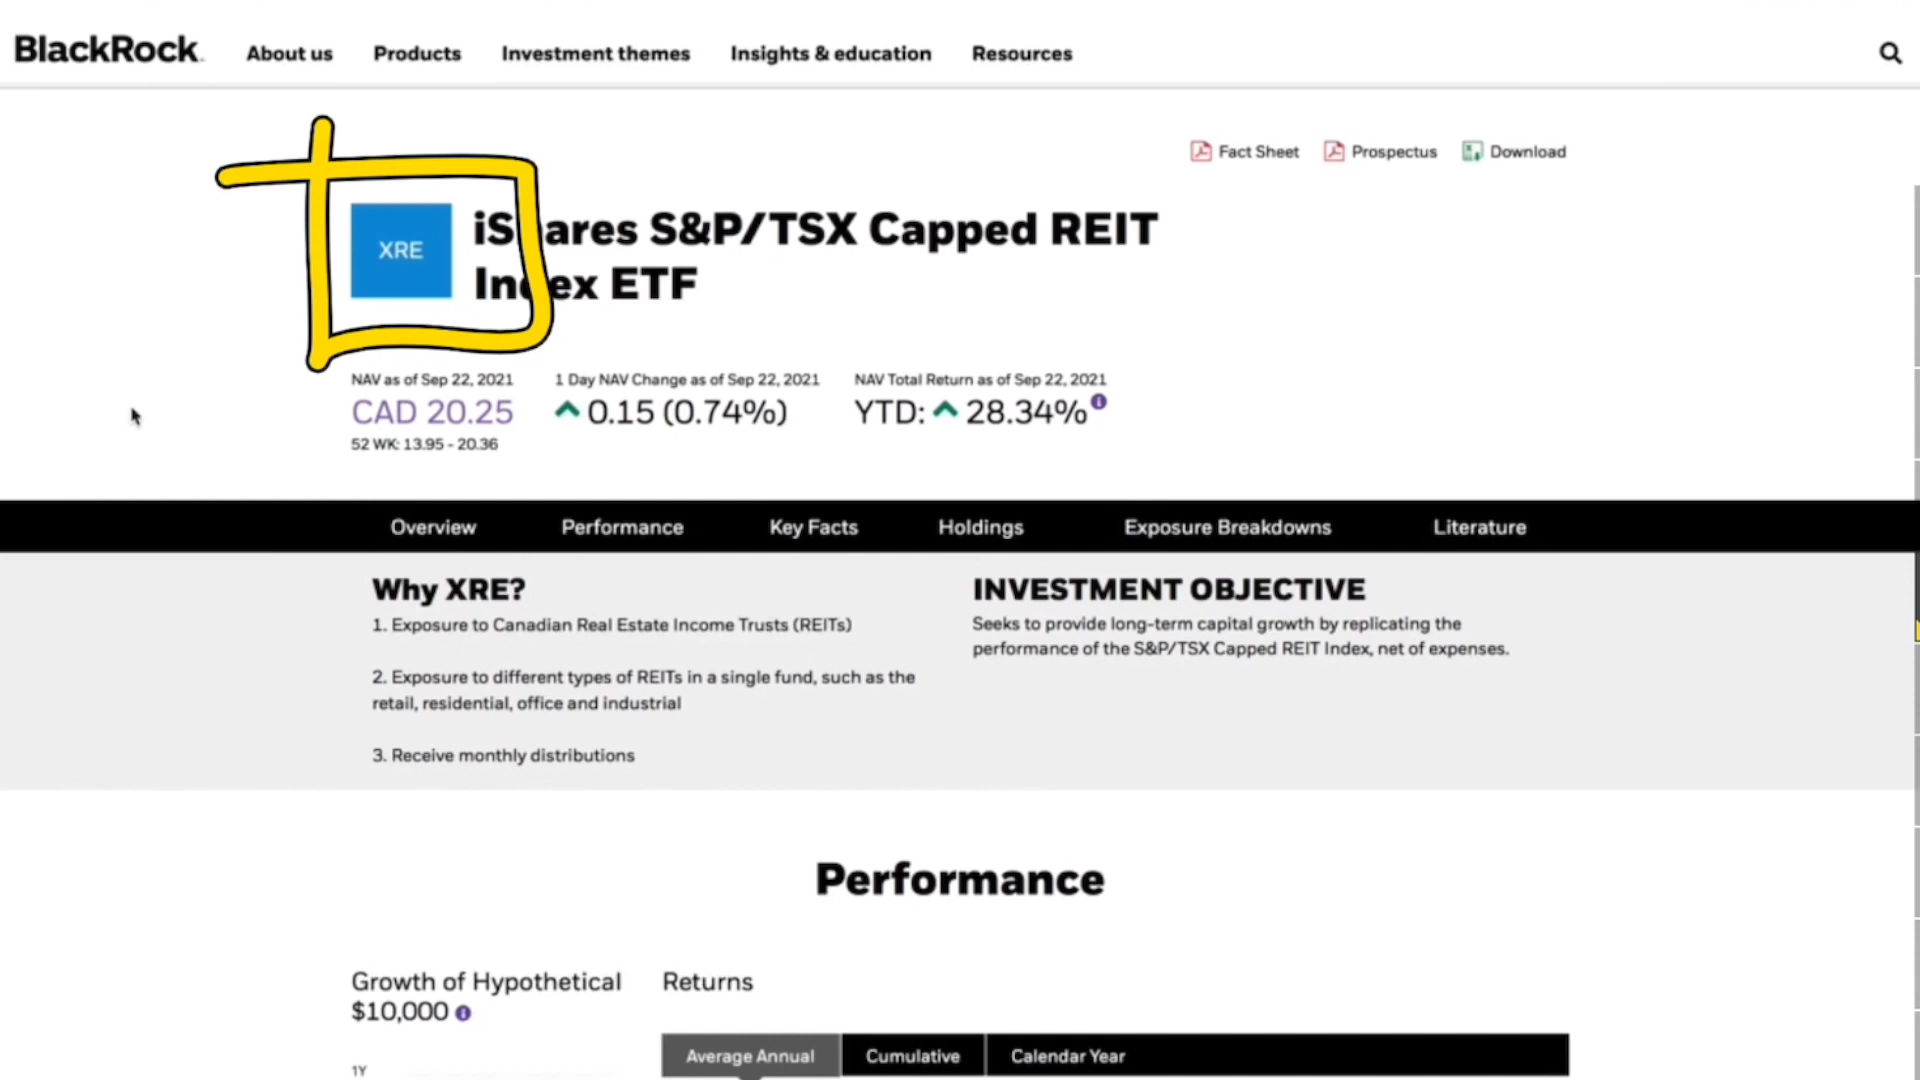 BlackRock.
About us
Products
Investment themes
Insights & education
Resources
Fact Sheet
Prospectus
Download
XRE
iShares S&P/TSX Capped REIT
Index ETF
NAV as of Sep 22, 2021
CAD 20.25
52 WK: 13.95 - 20.36
1 Day NAV Change as of Sep 22, 2021
0.15 (0.74%)
NAV Total Return as of Sep 22, 2021
YTD: 28.34%
Overview
Performance
Key Facts
Holdings
Exposure Breakdowns
Literature
Why XRE?
1. Exposure to Canadian Real Estate Income Trusts (REITs)
2. Exposure to different types of REITs in a single fund, such as the
retail, residential, office and industrial
3. Receive monthly distributions
INVESTMENT OBJECTIVE
Seeks to provide long-term capital growth by replicating the
performance of the S&P/TSX Capped REIT Index, net of expenses.
Performance
Growth of Hypothetical
$10,000
1Y
Returns
Average Annual
Cumulative
Calendar Year